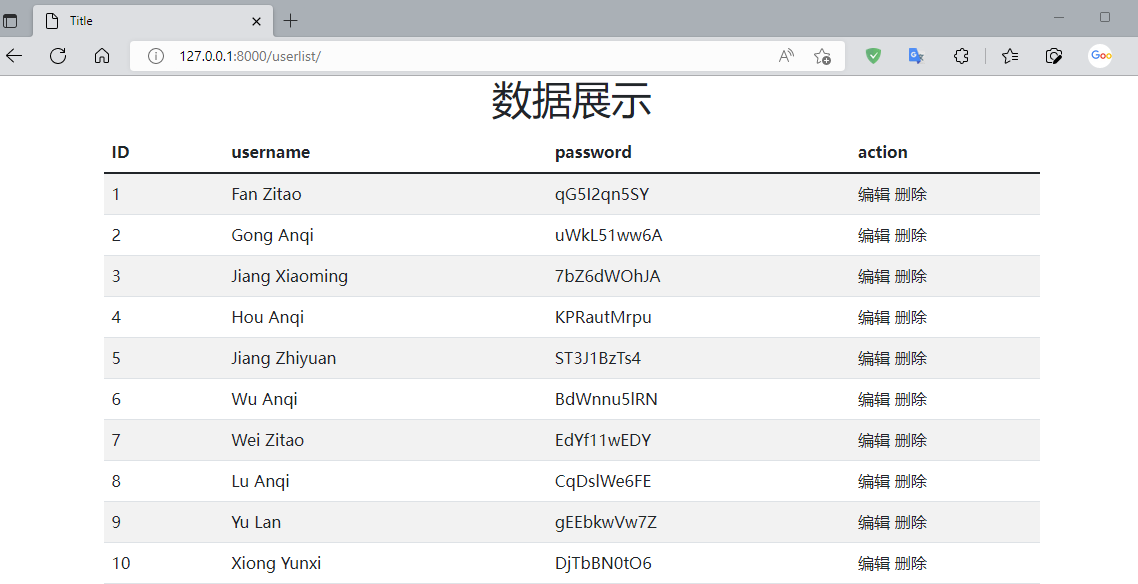 Title
127.0.0.1:8000/userlist/
Goo
数据展示
ID username password action
1 Fan Zitao qG5I2qn5SY 编辑 删除
2 Gong Anqi uWkL51ww6A 编辑 删除
3 Jiang Xiaoming 7bZ6dWOhJA 编辑 删除
4 Hou Anqi KPRautMrpu 编辑 删除
5 Jiang Zhiyuan ST3J1BzTs4 编辑 删除
6 Wu Anqi BdWnnu5lRN 编辑 删除
7 Wei Zitao EdYf11wEDY 编辑 删除
8 Lu Anqi CqDslWe6FE 编辑 删除
9 Yu Lan gEEbkwVw7Z 编辑 删除
10 Xiong Yunxi DjTbBN0tO6 编辑 删除